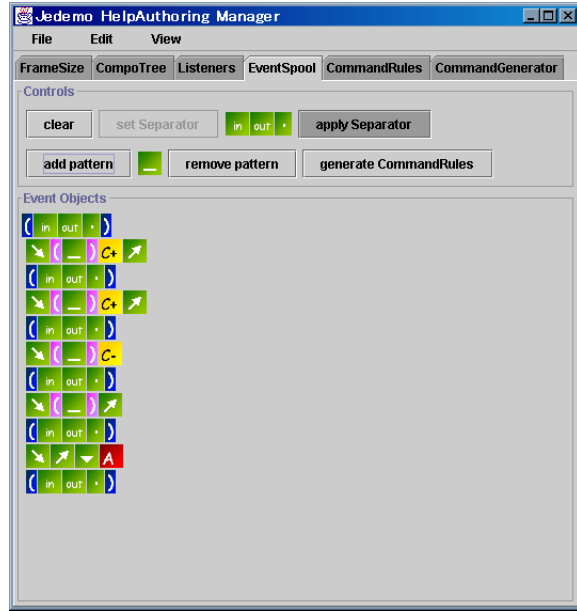 Jedemo HelpAuthoring Manager
File Edit View
FrameSize CompoTree Listeners EventSpool CommandRules CommandGenerator
Controls
clear set Separator in out · apply Separator
add pattern _ remove pattern generate CommandRules
Event Objects
( in out · )
( _ ) C+
( in out · )
( _ ) C+
( in out · )
( _ ) C-
( in out · )
( _ )
( in out · )
A
( in out · )